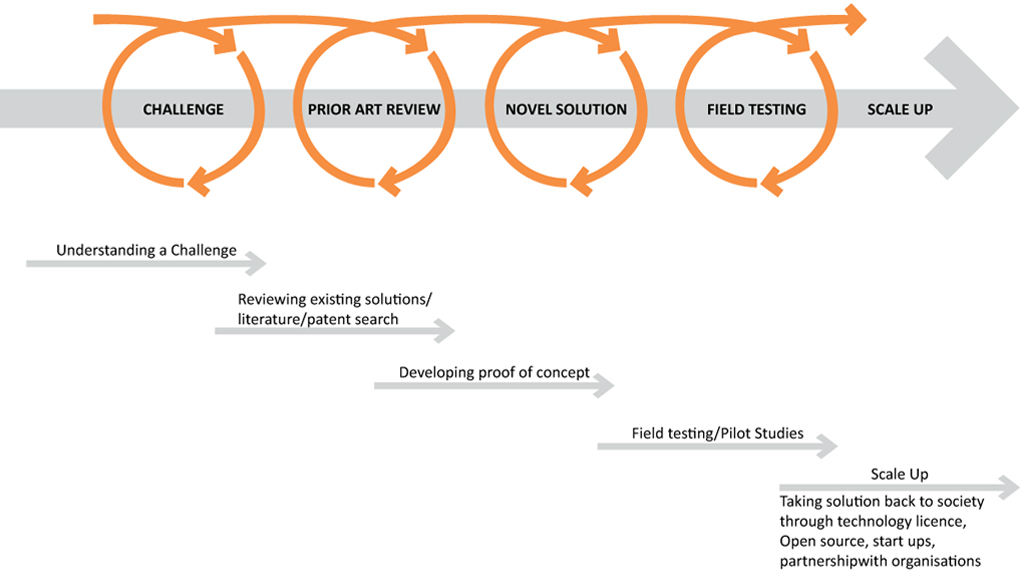 CHALLENGE
PRIOR ART REVIEW
NOVEL SOLUTION
FIELD TESTING
SCALE UP
Understanding a Challenge
Reviewing existing solutions/
literature/patent search
Developing proof of concept
Field testing/Pilot Studies
Scale Up
Taking solution back to society
through technology licence,
Open source, start ups,
partnershipwith organisations